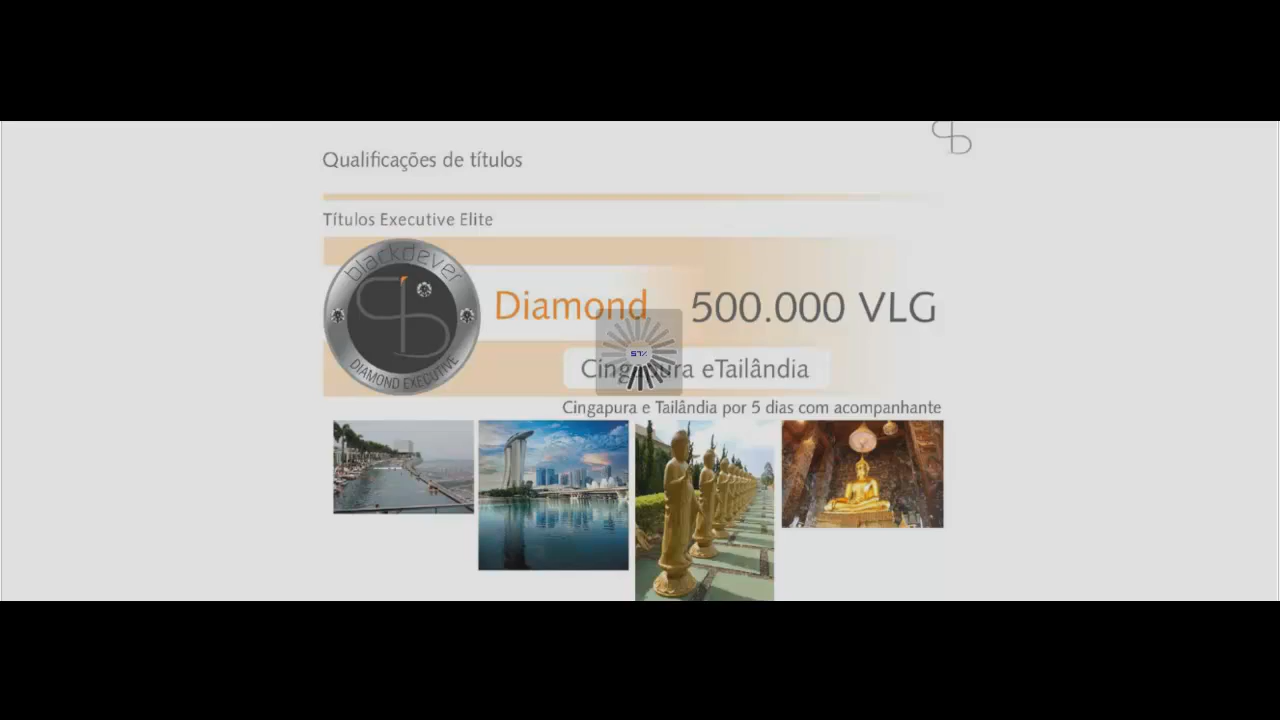 Qualificações de títulos
Títulos Executive Elite
blackdever
DIAMOND EXECUTIVE
Diamond
500.000 VLG
Cingapura eTailândia
Cingapura e Tailândia por 5 dias com acompanhante